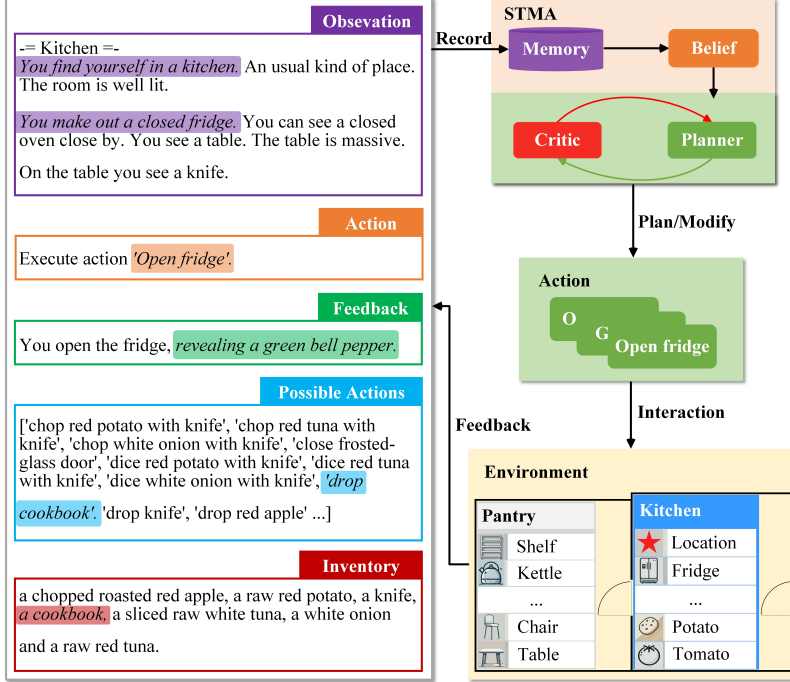 Obsevation
-= Kitchen =-
You find yourself in a kitchen. An usual kind of place.
The room is well lit.
You make out a closed fridge. You can see a closed
oven close by. You see a table. The table is massive.
On the table you see a knife.
Action
Execute action 'Open fridge'.
Feedback
You open the fridge, revealing a green bell pepper.
Possible Actions
['chop red potato with knife', 'chop red tuna with
knife', 'chop white onion with knife', 'close frosted-
glass door', 'dice red potato with knife', 'dice red tuna
with knife', 'dice white onion with knife', 'drop
cookbook'. 'drop knife', 'drop red apple' ...]
Inventory
a chopped roasted red apple, a raw red potato, a knife,
a cookbook, a sliced raw white tuna, a white onion
and a raw red tuna.
Record
STMA
Memory
Belief
Critic
Planner
Plan/Modify
Action
O
G
Open fridge
Interaction
Feedback
Environment
Pantry
Shelf
Kettle
...
Chair
Table
Kitchen
Location
Fridge
...
Potato
Tomato